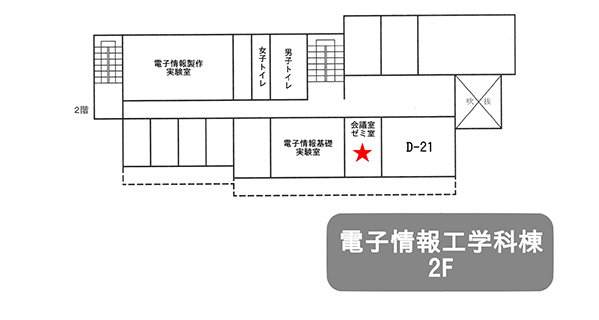 電子情報製作
実験室
女子トイレ
男子トイレ
2階
吹 抜
電子情報基礎
実験室
会議室
ゼミ室
D-21
電子情報工学科棟
2F